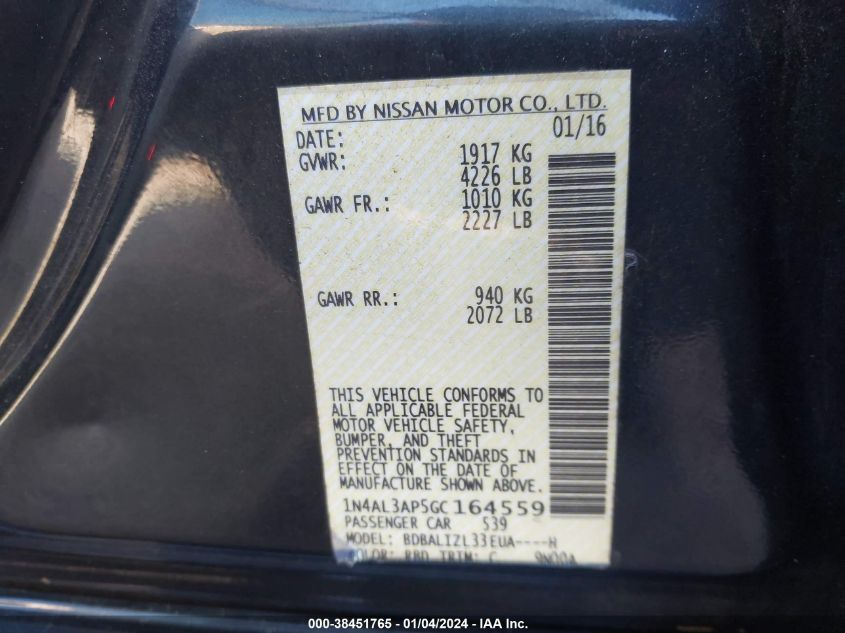 MFD BY NISSAN MOTOR CO., LTD.
DATE: 01/16
GVWR: 1917 KG
4226 LB
GAWR FR.: 1010 KG
2227 LB
GAWR RR.: 940 KG
2072 LB
THIS VEHICLE CONFORMS TO
ALL APPLICABLE FEDERAL
MOTOR VEHICLE SAFETY,
BUMPER, AND THEFT
PREVENTION STANDARDS IN
EFFECT ON THE DATE OF
MANUFACTURE SHOWN ABOVE.
1N4AL3AP5GC164559
PASSENGER CAR 539
MODEL: BDBALIZL33EUA----H
COLOR: RBD TRIM: C
000-38451765 - 01/04/2024 - IAA Inc.